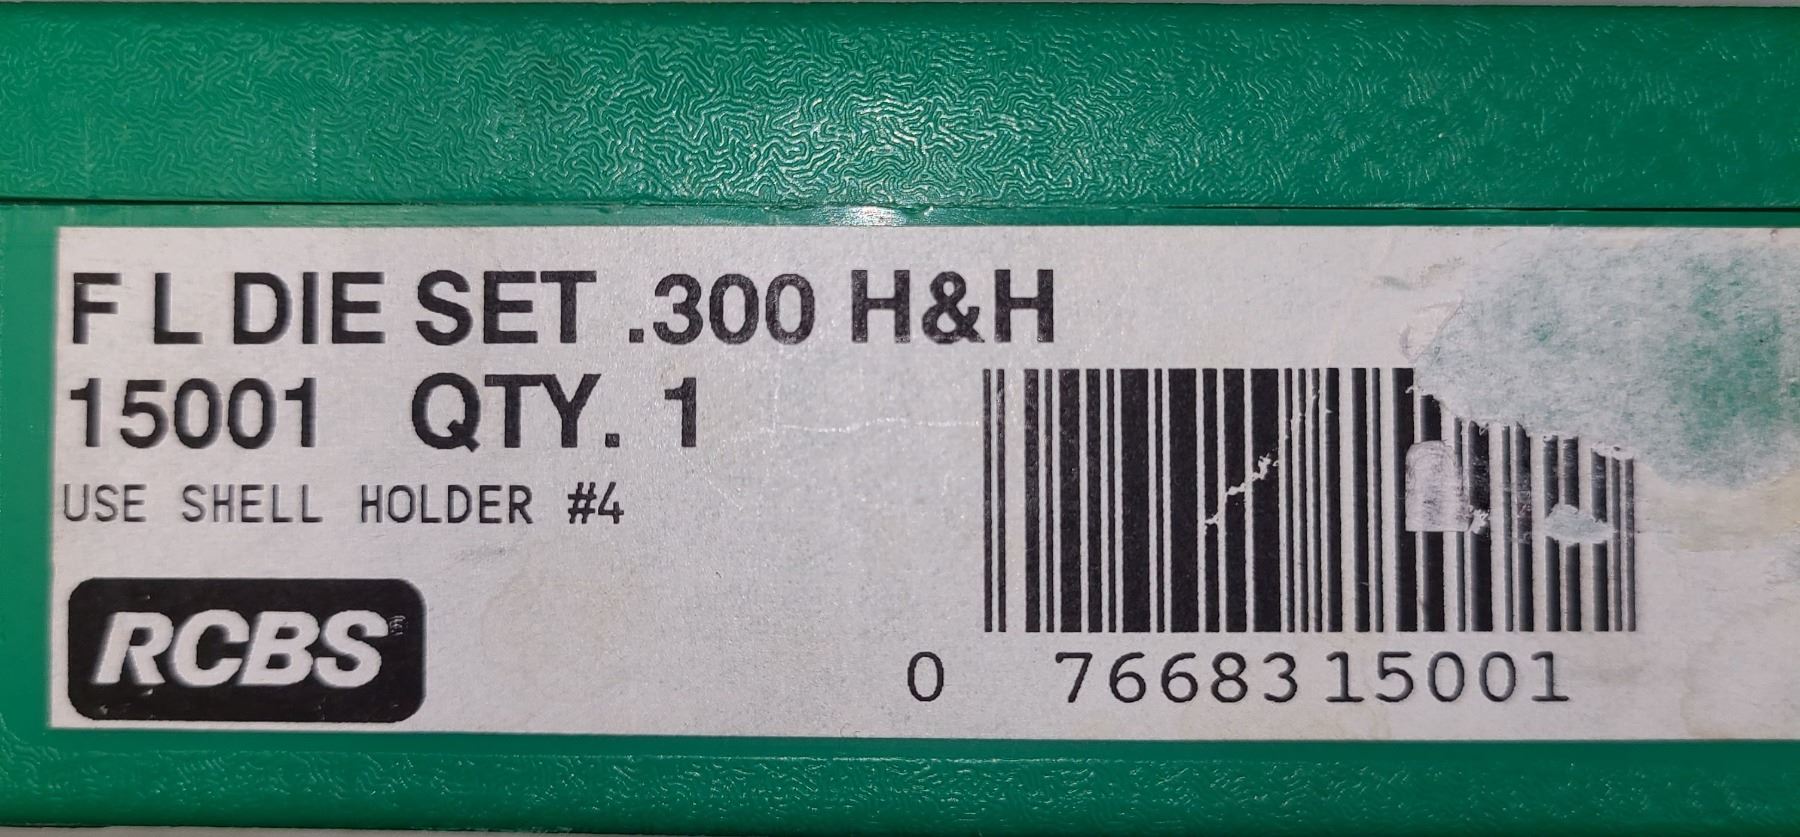 F L DIE SET .300 H&H
15001 QTY. 1
USE SHELL HOLDER #4
RCBS®
0 76683 15001